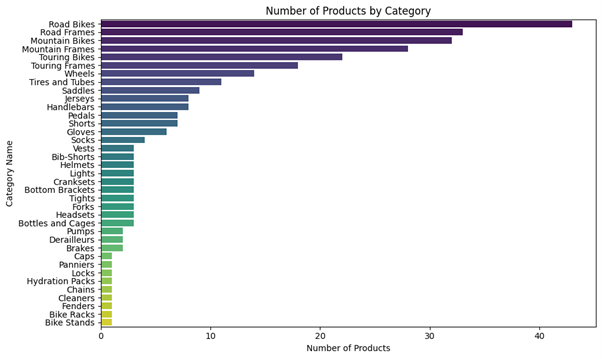 Number of Products by Category
Category Name
Road Bikes
Road Frames
Mountain Bikes
Mountain Frames
Touring Bikes
Touring Frames
Wheels
Tires and Tubes
Saddles
Jerseys
Handlebars
Pedals
Shorts
Gloves
Socks
Vests
Bib-Shorts
Helmets
Lights
Cranksets
Bottom Brackets
Tights
Forks
Headsets
Bottles and Cages
Pumps
Derailleurs
Brakes
Caps
Panniers
Locks
Hydration Packs
Chains
Cleaners
Fenders
Bike Racks
Bike Stands
0 10 20 30 40
Number of Products